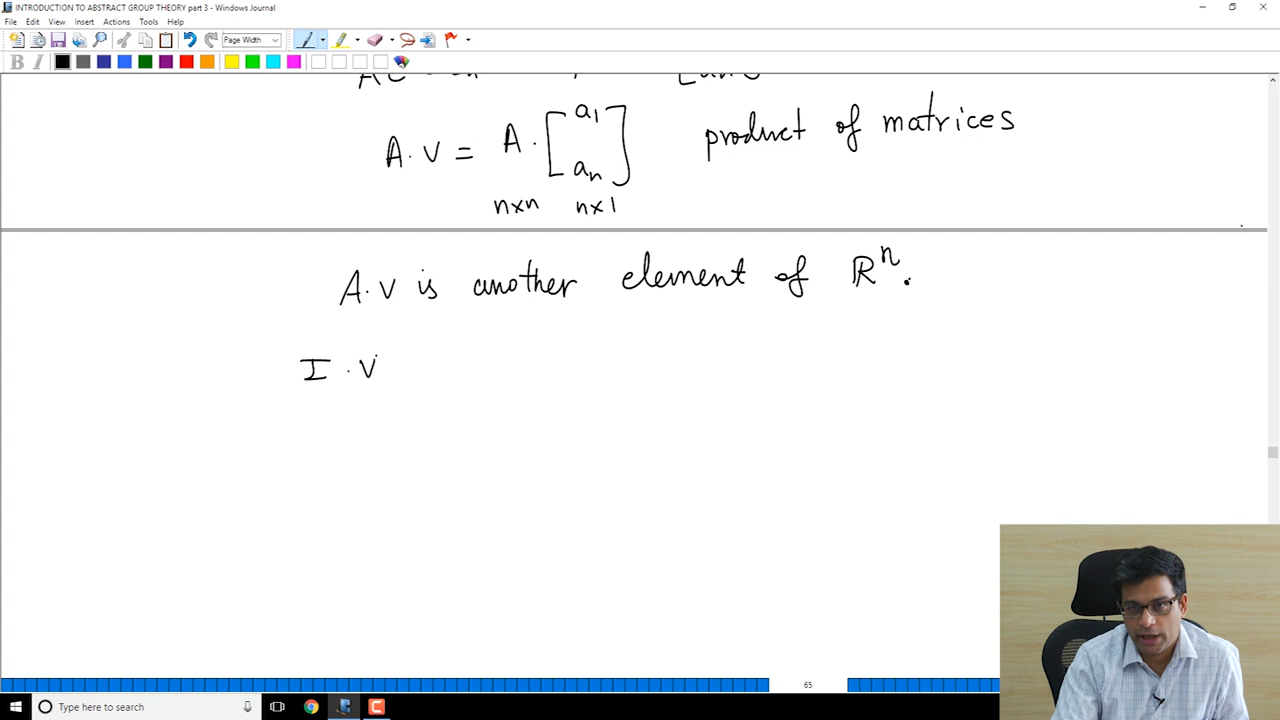 INTRODUCTION TO ABSTRACT GROUP THEORY part 3 - Windows Journal
File Edit View Insert Actions Tools Help
Page Width
B I
A·v = A· [ a1 an ] product of matrices
n×n n×1
A·v is another element of ℝⁿ.
I·v
65
Type here to search